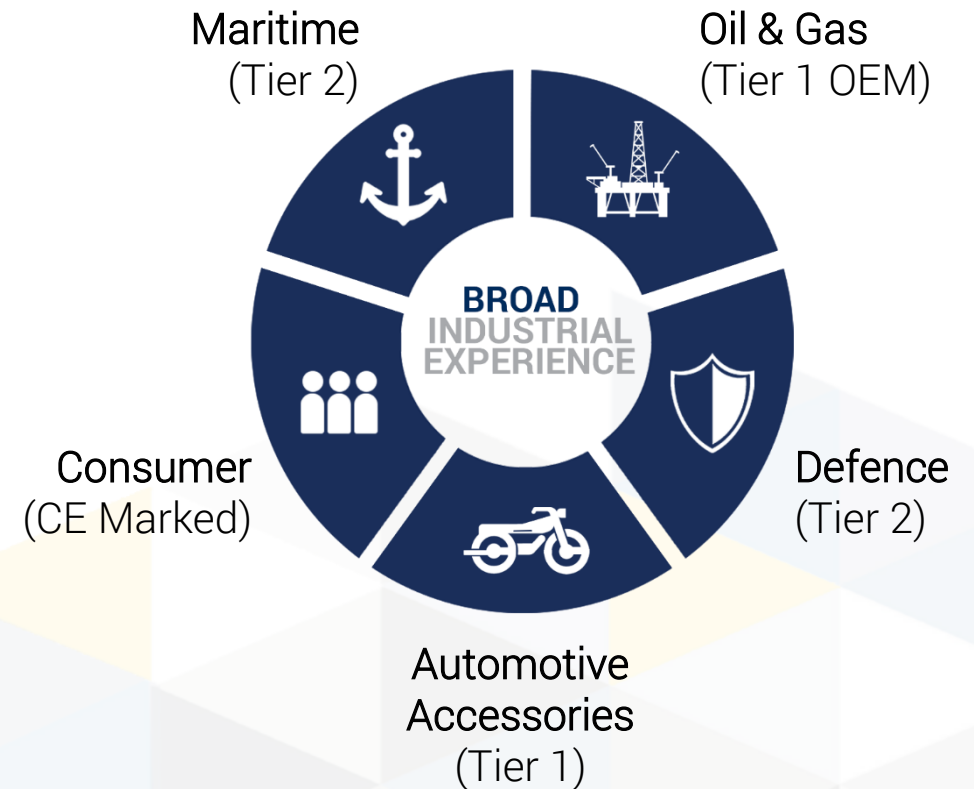 Maritime
(Tier 2)
Oil & Gas
(Tier 1 OEM)
BROAD
INDUSTRIAL
EXPERIENCE
Consumer
(CE Marked)
Defence
(Tier 2)
Automotive
Accessories
(Tier 1)